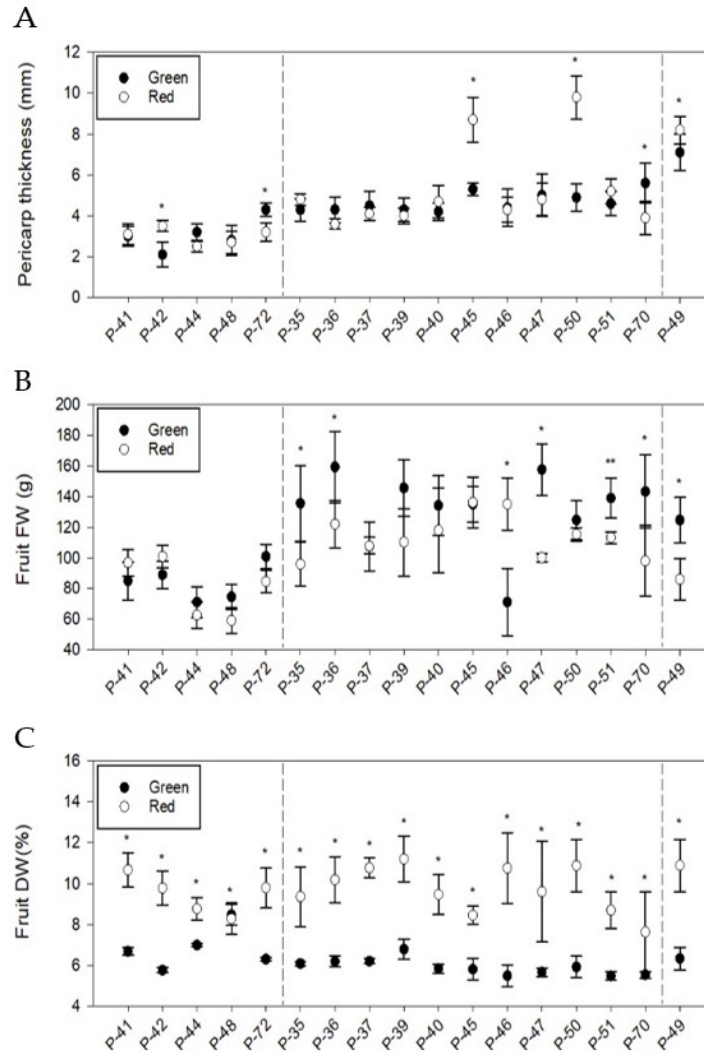 A
Pericarp thickness (mm)
12
10
8
6
4
2
0
Green
Red
* * * * * *
P-41 P-42 P-44 P-48 P-72 P-35 P-36 P-37 P-39 P-40 P-45 P-46 P-47 P-50 P-51 P-70 P-49
B
Fruit FW (g)
200
180
160
140
120
100
80
60
40
Green
Red
* * * * ** * *
P-41 P-42 P-44 P-48 P-72 P-35 P-36 P-37 P-39 P-40 P-45 P-46 P-47 P-50 P-51 P-70 P-49
C
Fruit DW(%)
16
14
12
10
8
6
4
Green
Red
* * * * * * * * * * * * * * * * *
P-41 P-42 P-44 P-48 P-72 P-35 P-36 P-37 P-39 P-40 P-45 P-46 P-47 P-50 P-51 P-70 P-49